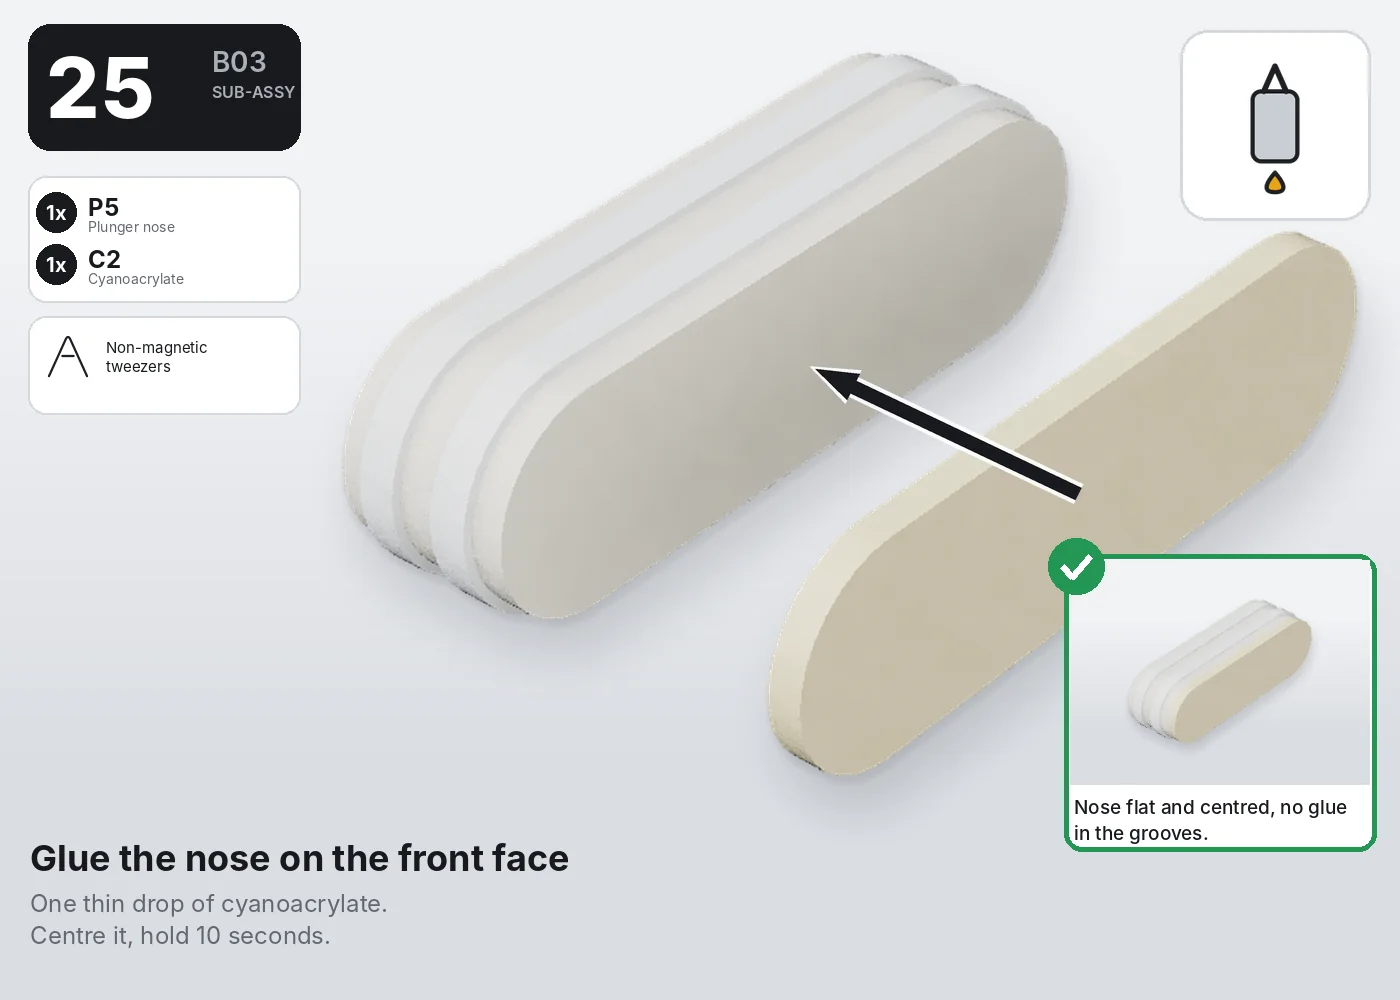 25
B03
SUB-ASSY
1x
P5
Plunger nose
1x
C2
Cyanoacrylate
Non-magnetic
tweezers
Nose flat and centred, no glue
in the grooves.
Glue the nose on the front face
One thin drop of cyanoacrylate.
Centre it, hold 10 seconds.